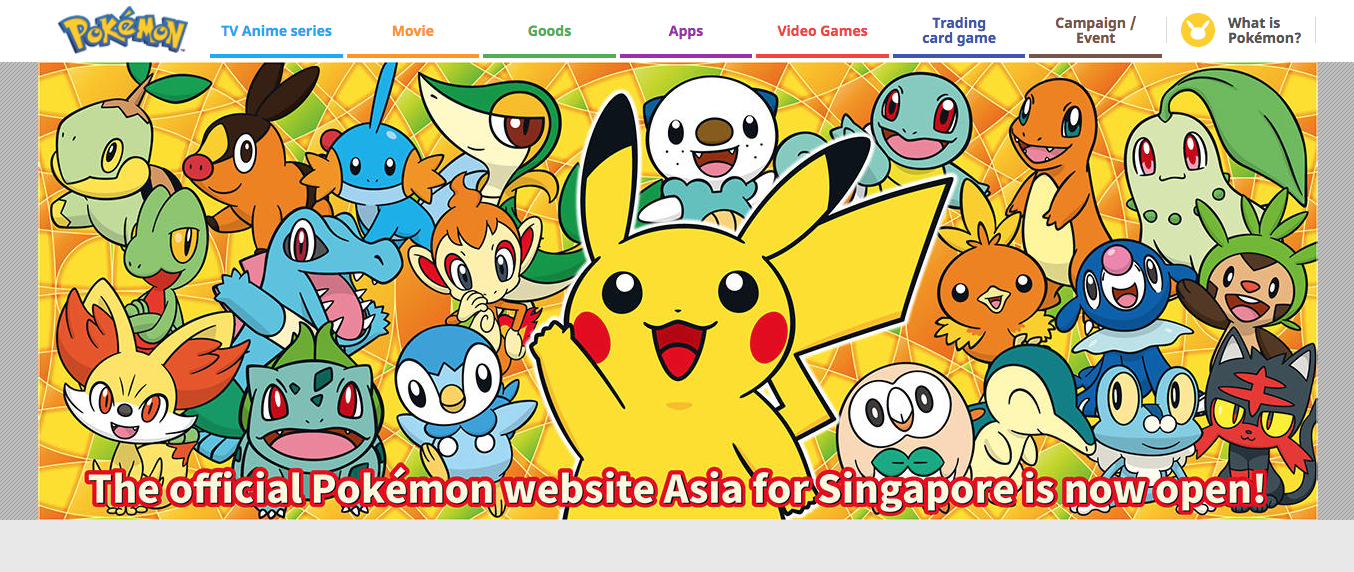 POKÉMON
TV Anime series
Movie
Goods
Apps
Video Games
Trading
card game
Campaign /
Event
What is
Pokémon?
The official Pokémon website Asia for Singapore is now open!